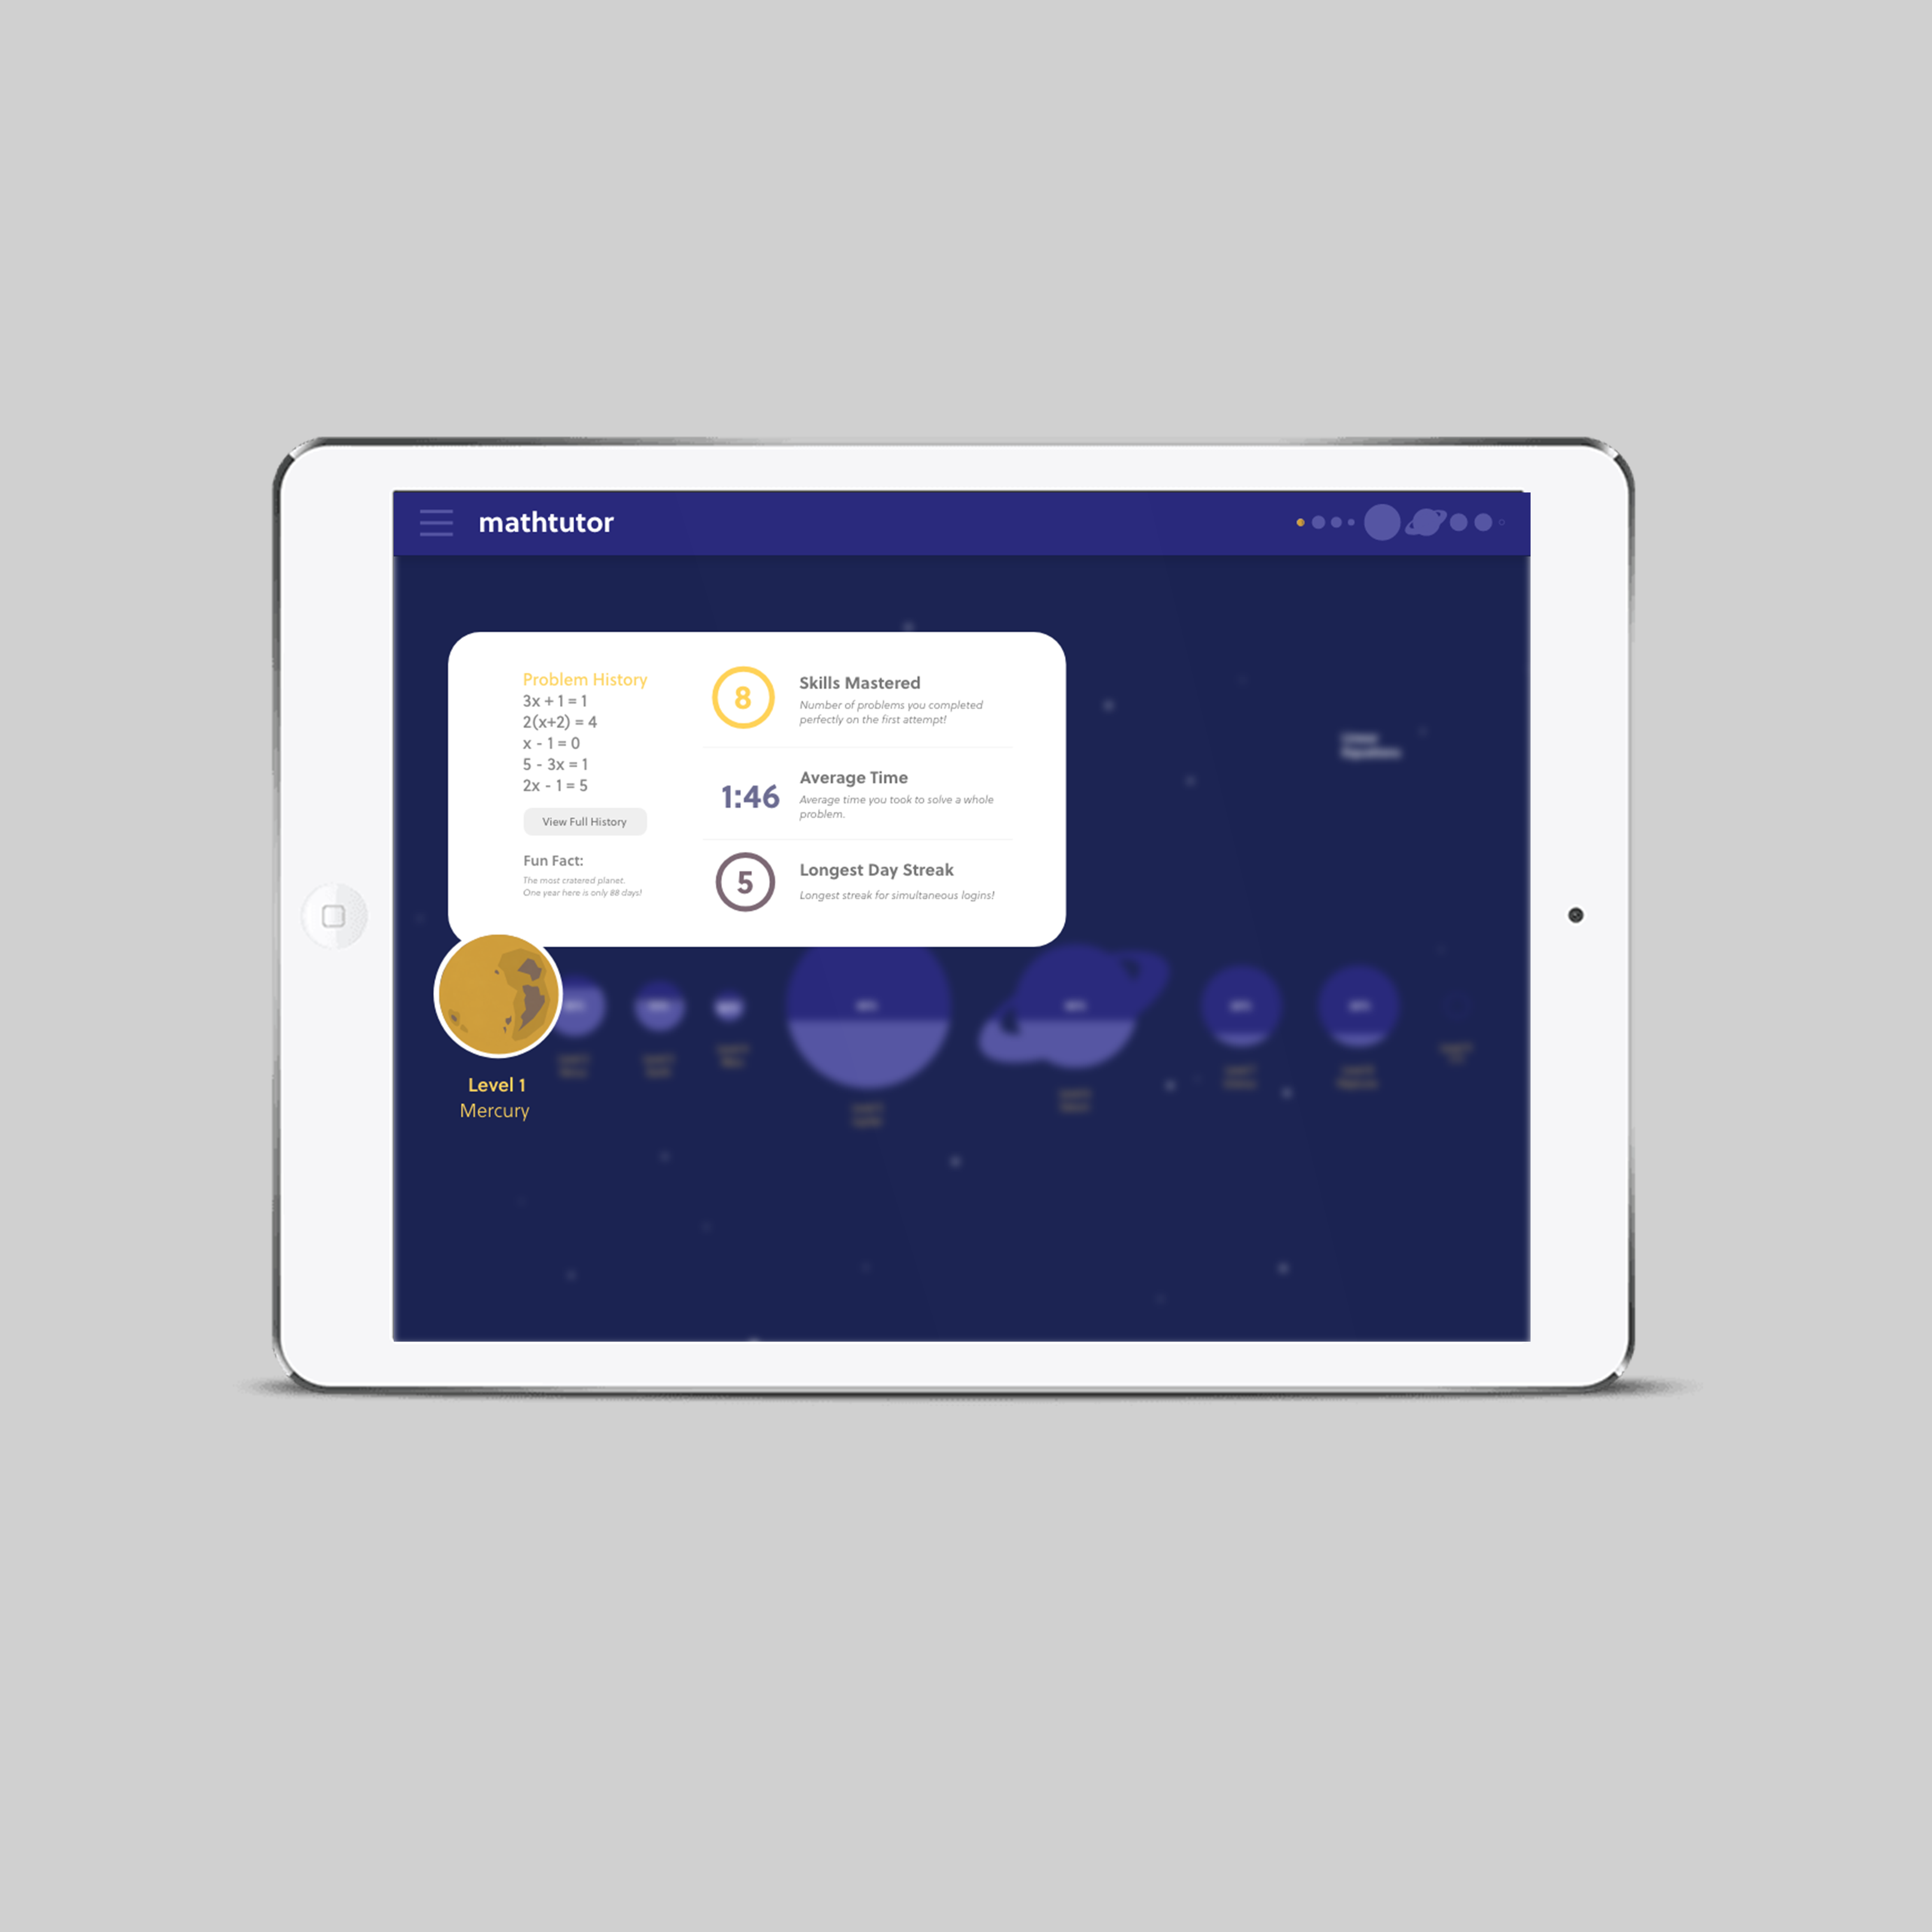 mathtutor
Problem History
3x + 1 = 1
2(x+2) = 4
x - 1 = 0
5 - 3x = 1
2x - 1 = 5
View Full History
Fun Fact:
The most cratered planet.
One year here is only 88 days!
8
Skills Mastered
Number of problems you completed
perfectly on the first attempt!
1:46
Average Time
Average time you took to solve a whole
problem.
5
Longest Day Streak
Longest streak for simultaneous logins!
Level 1
Mercury